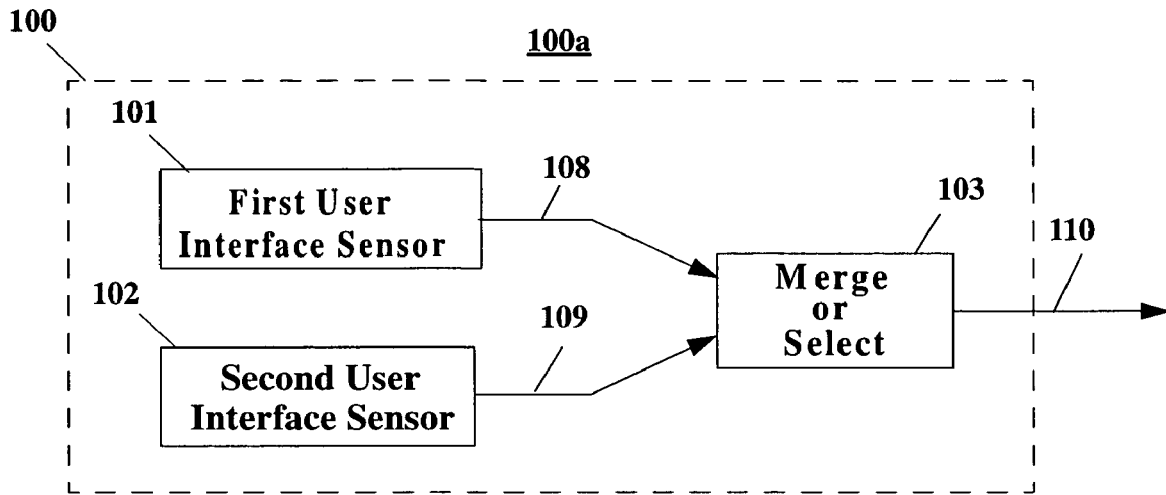 100
100a
101
First User
Interface Sensor
108
103
Merge
or
Select
110
102
Second User
Interface Sensor
109